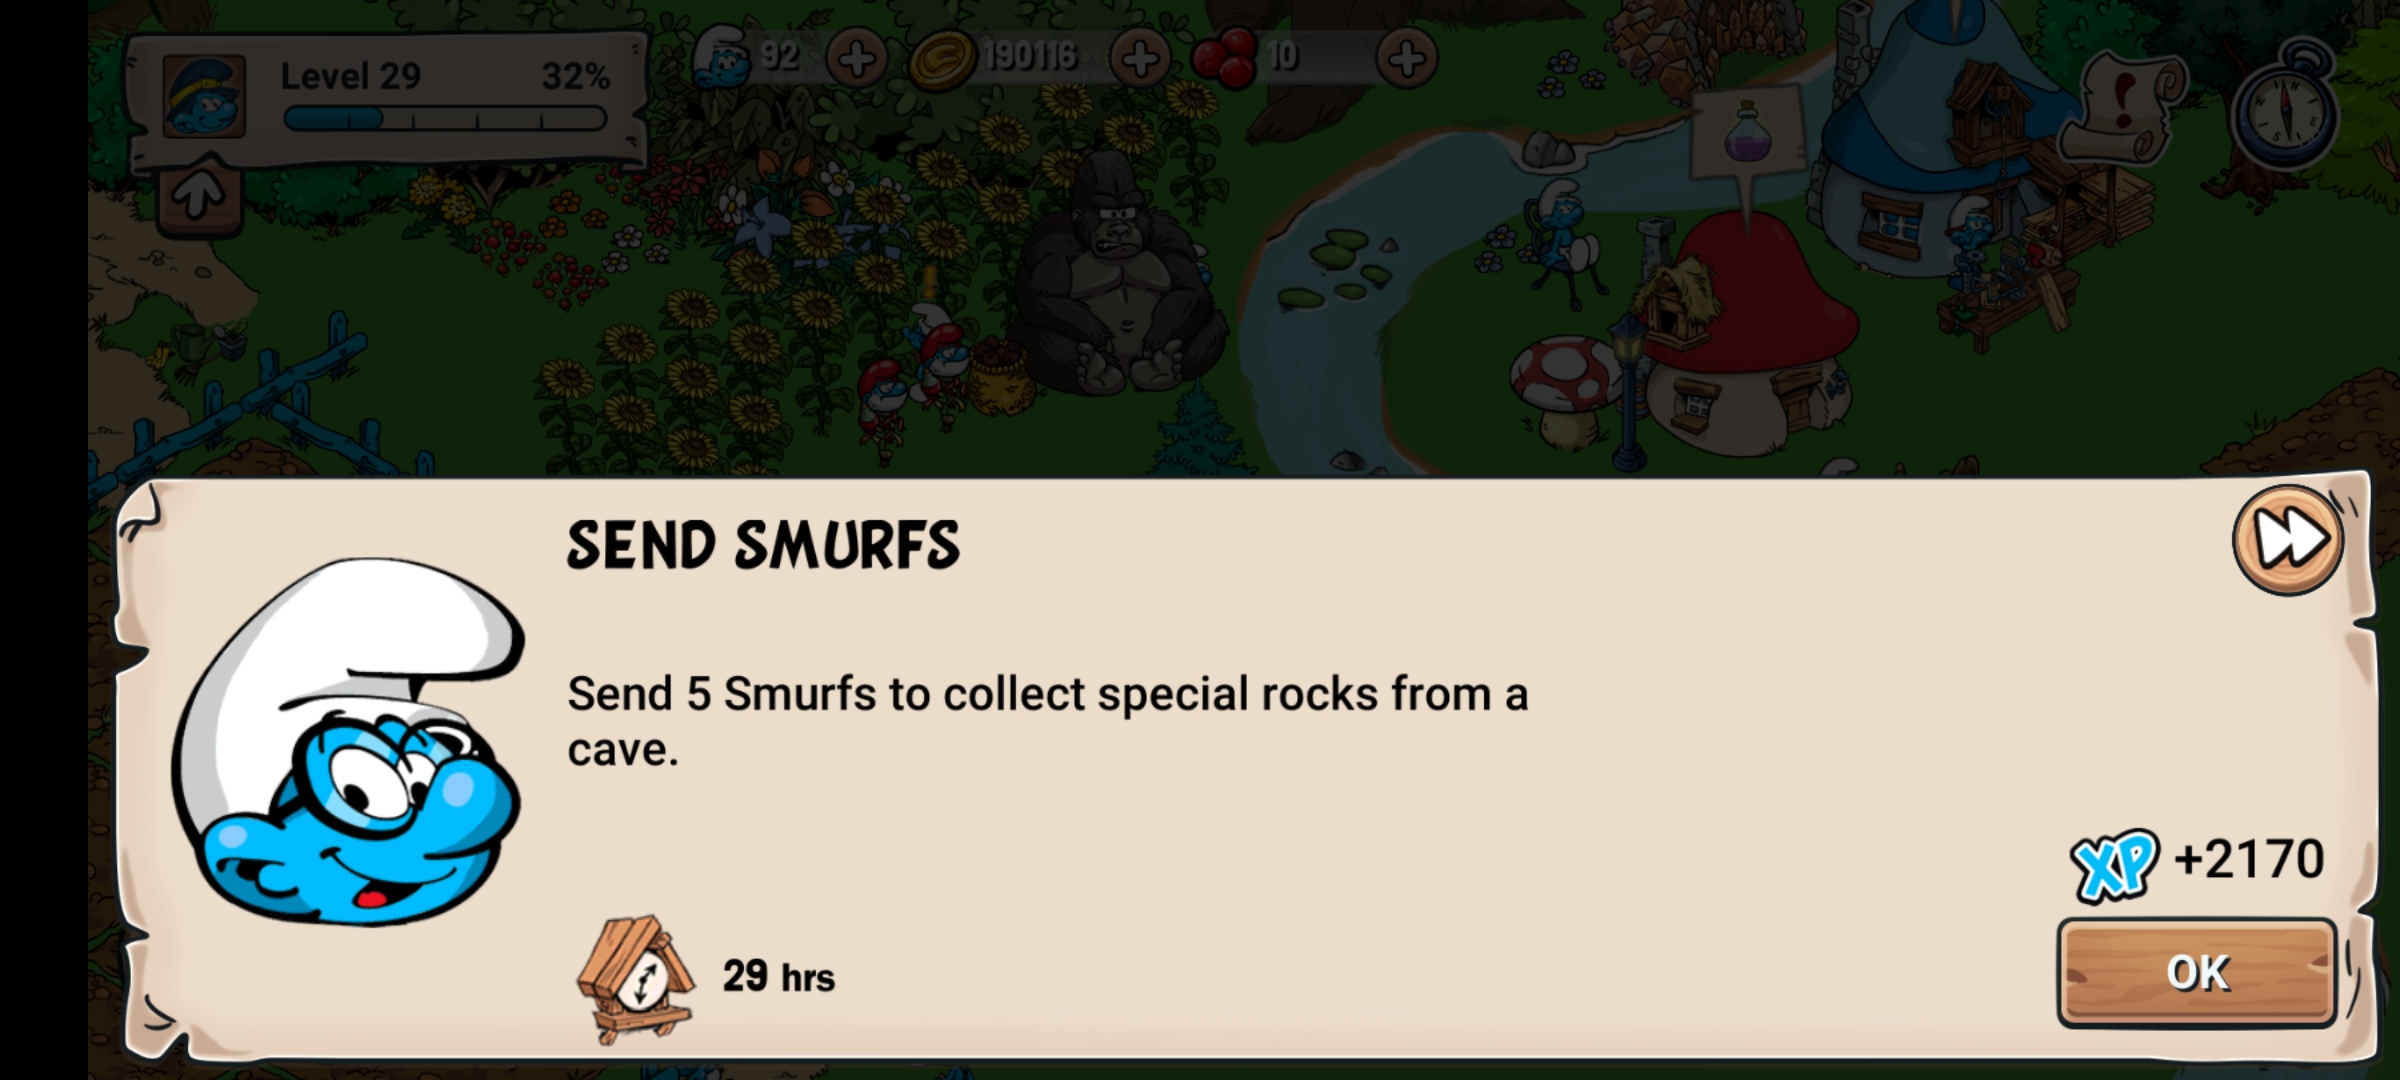 Level 29 32%
92
190116
10
SEND SMURFS
Send 5 Smurfs to collect special rocks from a
cave.
XP +2170
29 hrs
OK